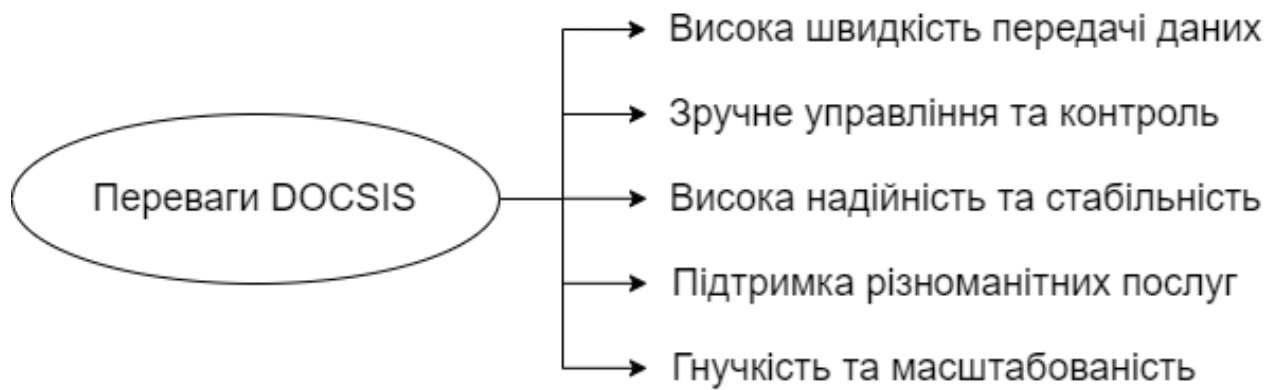 Переваги DOCSIS
Висока швидкість передачі даних
Зручне управління та контроль
Висока надійність та стабільність
Підтримка різноманітних послуг
Гнучкість та масштабованість